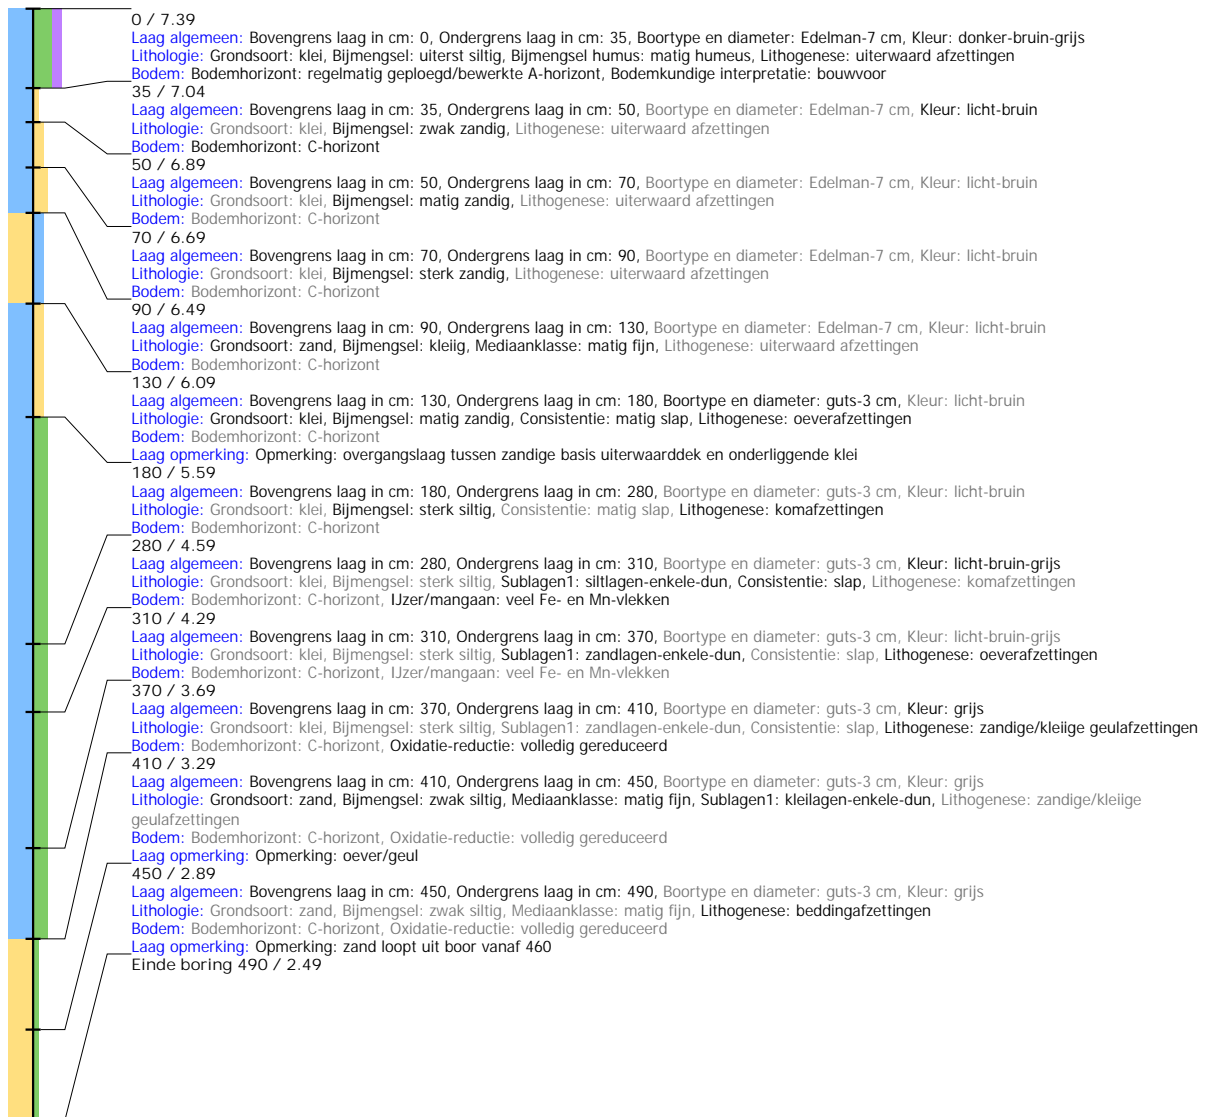 0 / 7.39
Laag algemeen: Bovengrens laag in cm: 0, Ondergrens laag in cm: 35, Boortype en diameter: Edelman-7 cm, Kleur: donker-bruin-grijs
Lithologie: Grondsoort: klei, Bijmengsel: uiterst siltig, Bijmengsel humus: matig humeus, Lithogenese: uiterwaard afzettingen
Bodem: Bodemhorizont: regelmatig geploegd/bewerkte A-horizont, Bodemkundige interpretatie: bouwvoor
35 / 7.04
Laag algemeen: Bovengrens laag in cm: 35, Ondergrens laag in cm: 50, Boortype en diameter: Edelman-7 cm, Kleur: licht-bruin
Lithologie: Grondsoort: klei, Bijmengsel: zwak zandig, Lithogenese: uiterwaard afzettingen
Bodem: Bodemhorizont: C-horizont
50 / 6.89
Laag algemeen: Bovengrens laag in cm: 50, Ondergrens laag in cm: 70, Boortype en diameter: Edelman-7 cm, Kleur: licht-bruin
Lithologie: Grondsoort: klei, Bijmengsel: matig zandig, Lithogenese: uiterwaard afzettingen
Bodem: Bodemhorizont: C-horizont
70 / 6.69
Laag algemeen: Bovengrens laag in cm: 70, Ondergrens laag in cm: 90, Boortype en diameter: Edelman-7 cm, Kleur: licht-bruin
Lithologie: Grondsoort: klei, Bijmengsel: sterk zandig, Lithogenese: uiterwaard afzettingen
Bodem: Bodemhorizont: C-horizont
90 / 6.49
Laag algemeen: Bovengrens laag in cm: 90, Ondergrens laag in cm: 130, Boortype en diameter: Edelman-7 cm, Kleur: licht-bruin
Lithologie: Grondsoort: zand, Bijmengsel: kleiig, Mediaanklasse: matig fijn, Lithogenese: uiterwaard afzettingen
Bodem: Bodemhorizont: C-horizont
130 / 6.09
Laag algemeen: Bovengrens laag in cm: 130, Ondergrens laag in cm: 180, Boortype en diameter: guts-3 cm, Kleur: licht-bruin
Lithologie: Grondsoort: klei, Bijmengsel: matig zandig, Consistentie: matig slap, Lithogenese: oeverafzettingen
Bodem: Bodemhorizont: C-horizont
Laag opmerking: Opmerking: overgangslaag tussen zandige basis uiterwaarddek en onderliggende klei
180 / 5.59
Laag algemeen: Bovengrens laag in cm: 180, Ondergrens laag in cm: 280, Boortype en diameter: guts-3 cm, Kleur: licht-bruin
Lithologie: Grondsoort: klei, Bijmengsel: sterk siltig, Consistentie: matig slap, Lithogenese: komafzettingen
Bodem: Bodemhorizont: C-horizont
280 / 4.59
Laag algemeen: Bovengrens laag in cm: 280, Ondergrens laag in cm: 310, Boortype en diameter: guts-3 cm, Kleur: licht-bruin-grijs
Lithologie: Grondsoort: klei, Bijmengsel: sterk siltig, Sublagen1: siltlagen-enkele-dun, Consistentie: slap, Lithogenese: komafzettingen
Bodem: Bodemhorizont: C-horizont, IJzer/mangaan: veel Fe- en Mn-vlekken
310 / 4.29
Laag algemeen: Bovengrens laag in cm: 310, Ondergrens laag in cm: 370, Boortype en diameter: guts-3 cm, Kleur: licht-bruin-grijs
Lithologie: Grondsoort: klei, Bijmengsel: sterk siltig, Sublagen1: zandlagen-enkele-dun, Consistentie: slap, Lithogenese: oeverafzettingen
Bodem: Bodemhorizont: C-horizont, IJzer/mangaan: veel Fe- en Mn-vlekken
370 / 3.69
Laag algemeen: Bovengrens laag in cm: 370, Ondergrens laag in cm: 410, Boortype en diameter: guts-3 cm, Kleur: grijs
Lithologie: Grondsoort: klei, Bijmengsel: sterk siltig, Sublagen1: zandlagen-enkele-dun, Consistentie: slap, Lithogenese: zandige/kleiige geulafzettingen
Bodem: Bodemhorizont: C-horizont, Oxidatie-reductie: volledig gereduceerd
410 / 3.29
Laag algemeen: Bovengrens laag in cm: 410, Ondergrens laag in cm: 450, Boortype en diameter: guts-3 cm, Kleur: grijs
Lithologie: Grondsoort: zand, Bijmengsel: zwak siltig, Mediaanklasse: matig fijn, Sublagen1: kleilagen-enkele-dun, Lithogenese: zandige/kleiige
geulafzettingen
Bodem: Bodemhorizont: C-horizont, Oxidatie-reductie: volledig gereduceerd
Laag opmerking: Opmerking: oever/geul
450 / 2.89
Laag algemeen: Bovengrens laag in cm: 450, Ondergrens laag in cm: 490, Boortype en diameter: guts-3 cm, Kleur: grijs
Lithologie: Grondsoort: zand, Bijmengsel: zwak siltig, Mediaanklasse: matig fijn, Lithogenese: beddingafzettingen
Bodem: Bodemhorizont: C-horizont, Oxidatie-reductie: volledig gereduceerd
Laag opmerking: Opmerking: zand loopt uit boor vanaf 460
Einde boring 490 / 2.49